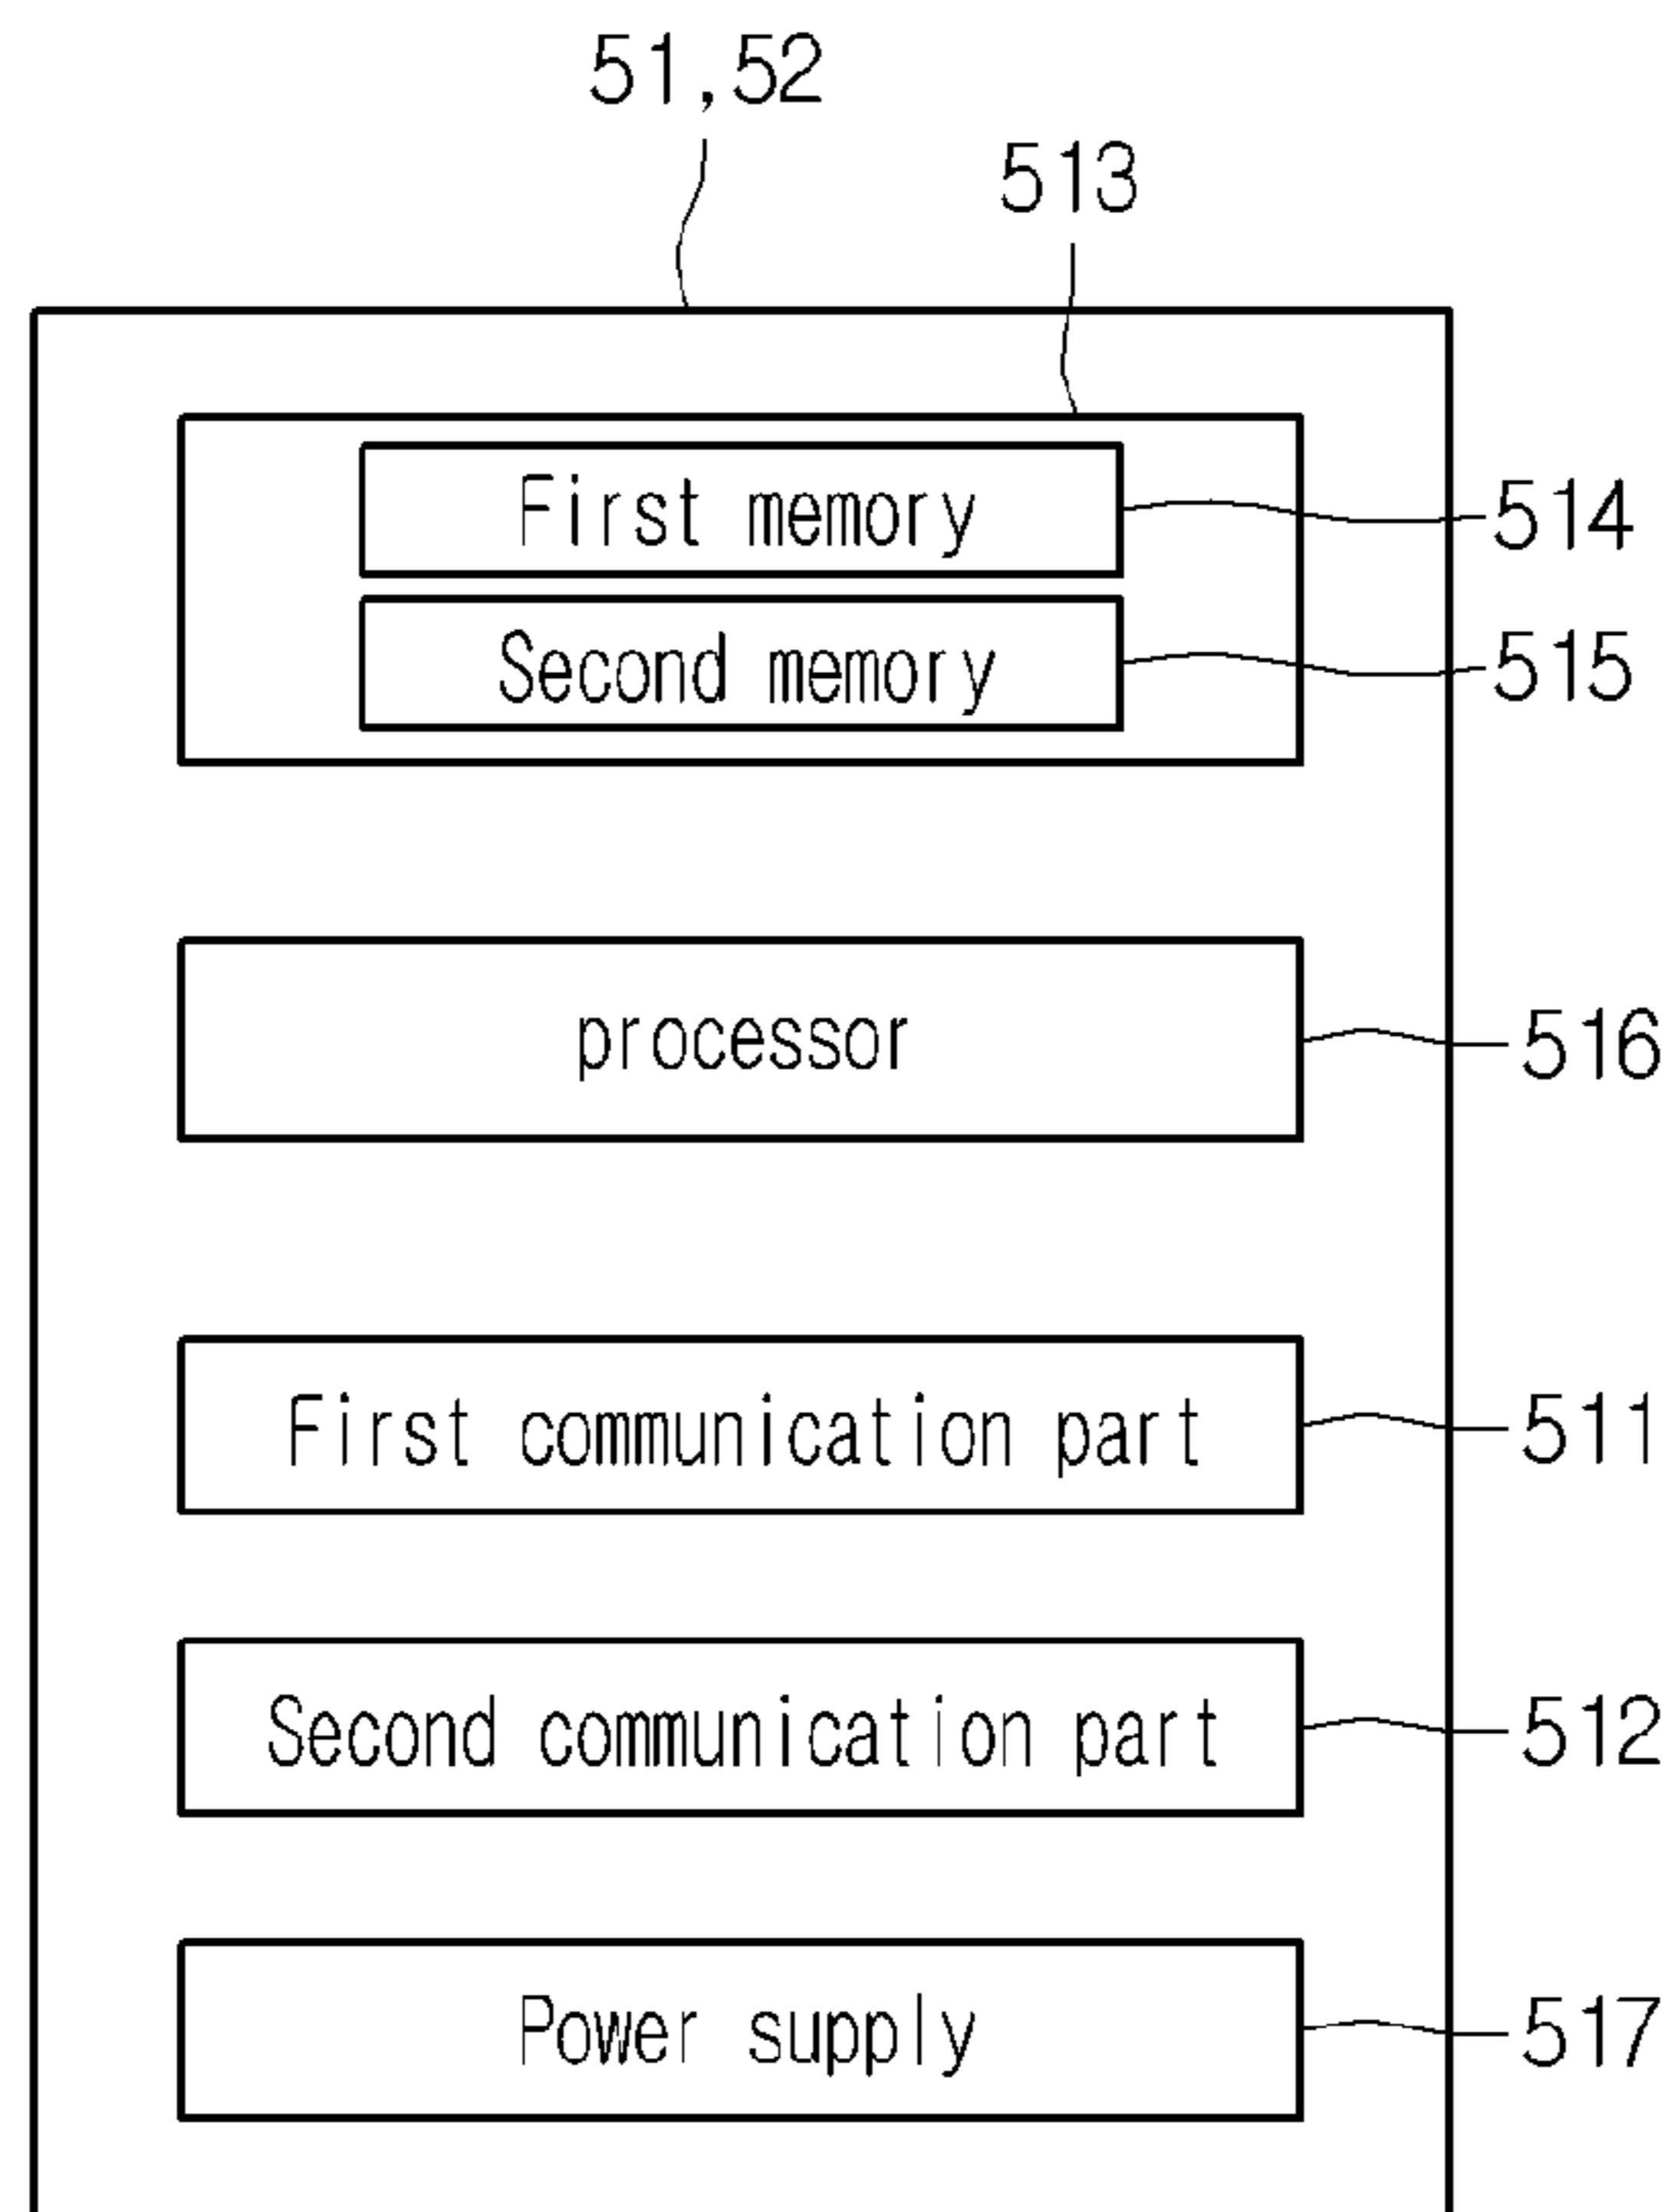 51,52
513
First memory 514
Second memory 515
processor 516
First communication part 511
Second communication part 512
Power supply 517